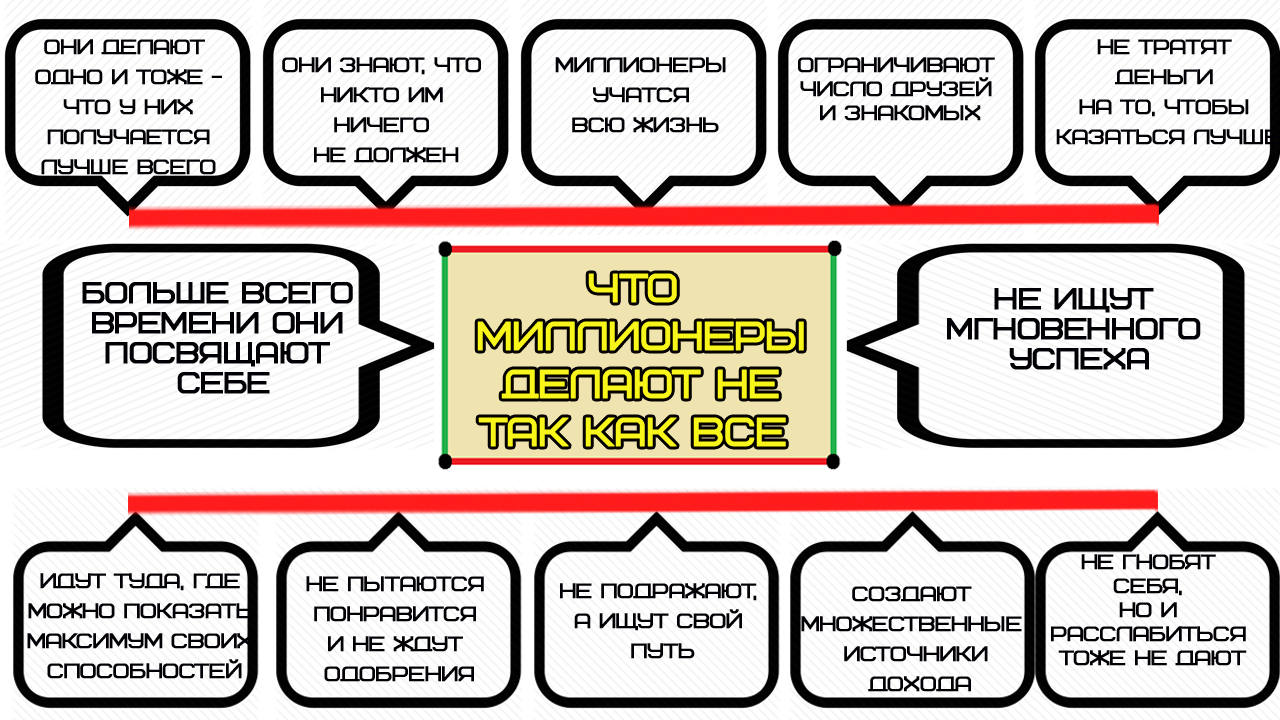 ОНИ ДЕЛАЮТ
ОДНО И ТОЖЕ -
ЧТО У НИХ
ПОЛУЧАЕТСЯ
ЛУЧШЕ ВСЕГО
ОНИ ЗНАЮТ, ЧТО
НИКТО ИМ
НИЧЕГО
НЕ ДОЛЖЕН
МИЛЛИОНЕРЫ
УЧАТСЯ
ВСЮ ЖИЗНЬ
ОГРАНИЧИВАЮТ
ЧИСЛО ДРУЗЕЙ
И ЗНАКОМЫХ
НЕ ТРАТЯТ
ДЕНЬГИ
НА ТО, ЧТОБЫ
КАЗАТЬСЯ ЛУЧШЕ
БОЛЬШЕ ВСЕГО
ВРЕМЕНИ ОНИ
ПОСВЯЩАЮТ
СЕБЕ
ЧТО
МИЛЛИОНЕРЫ
ДЕЛАЮТ НЕ
ТАК КАК ВСЕ
НЕ ИЩУТ
МГНОВЕННОГО
УСПЕХА
ИДУТ ТУДА, ГДЕ
МОЖНО ПОКАЗАТЬ
МАКСИМУМ СВОИХ
СПОСОБНОСТЕЙ
НЕ ПЫТАЮТСЯ
ПОНРАВИТСЯ
И НЕ ЖДУТ
ОДОБРЕНИЯ
НЕ ПОДРАЖАЮТ,
А ИЩУТ СВОЙ
ПУТЬ
СОЗДАЮТ
МНОЖЕСТВЕННЫЕ
ИСТОЧНИКИ
ДОХОДА
НЕ ГНОБЯТ
СЕБЯ,
НО И
РАССЛАБИТЬСЯ
ТОЖЕ НЕ ДАЮТ